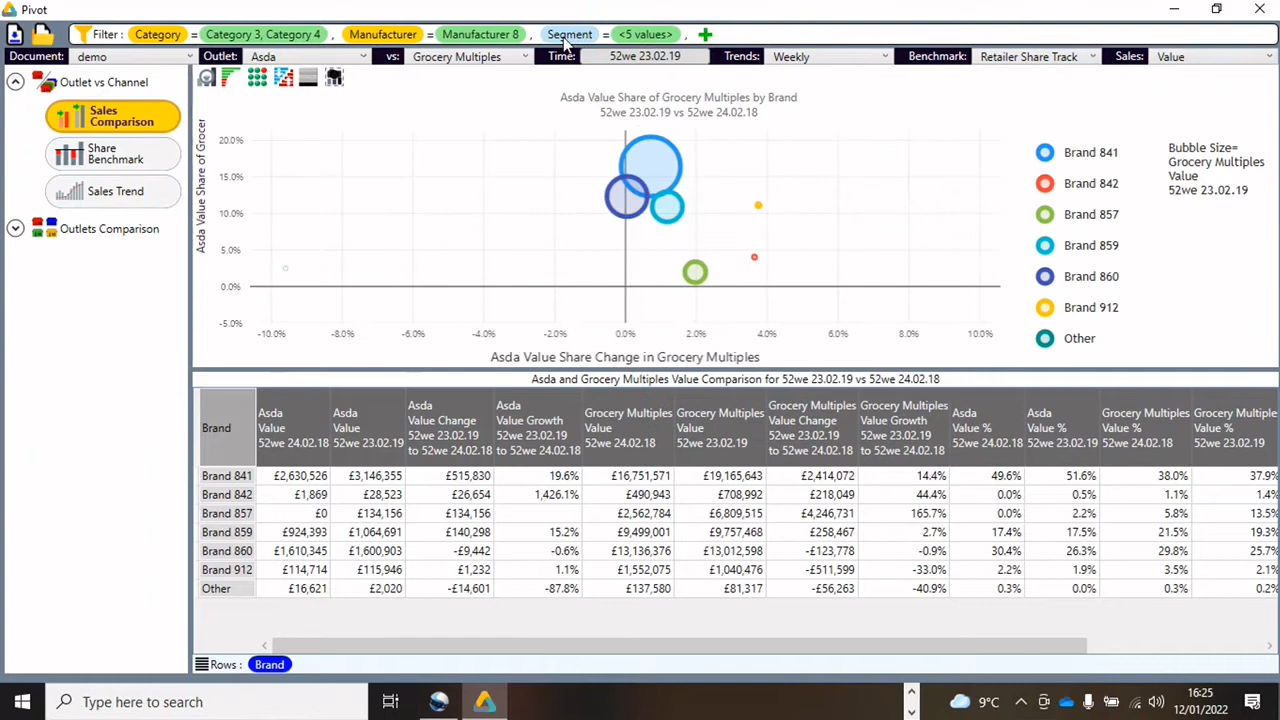 Pivot
Filter : Category = Category 3, Category 4 , Manufacturer = Manufacturer 8 , Segment = <5 values> ,
Document: demo Outlet: Asda vs: Grocery Multiples Time: 52we 23.02.19 Trends: Weekly Benchmark: Retailer Share Track Sales: Value
Outlet vs Channel
Sales
Comparison
Share
Benchmark
Sales Trend
Outlets Comparison
Asda Value Share of Grocery Multiples by Brand
52we 23.02.19 vs 52we 24.02.18
Asda Value Share of Grocer
20.0%
15.0%
10.0%
5.0%
0.0%
-5.0%
-10.0% -8.0% -6.0% -4.0% -2.0% 0.0% 2.0% 4.0% 6.0% 8.0% 10.0%
Asda Value Share Change in Grocery Multiples
Brand 841
Brand 842
Brand 857
Brand 859
Brand 860
Brand 912
Other
Bubble Size=
Grocery Multiples
Value
52we 23.02.19
Asda and Grocery Multiples Value Comparison for 52we 23.02.19 vs 52we 24.02.18
Brand
Asda
Value
52we 24.02.18
Asda
Value
52we 23.02.19
Asda
Value Change
52we 23.02.19
to 52we 24.02.18
Asda
Value Growth
52we 23.02.19
to 52we 24.02.18
Grocery Multiples
Value
52we 24.02.18
Grocery Multiples
Value
52we 23.02.19
Grocery Multiples
Value Change
52we 23.02.19
to 52we 24.02.18
Grocery Multiples
Value Growth
52we 23.02.19
to 52we 24.02.18
Asda
Value %
52we 24.02.18
Asda
Value %
52we 23.02.19
Grocery Multiples
Value %
52we 24.02.18
Grocery Multiple
Value %
52we 23.02.19
Brand 841 £2,630,526 £3,146,355 £515,830 19.6% £16,751,571 £19,165,643 £2,414,072 14.4% 49.6% 51.6% 38.0% 37.9%
Brand 842 £1,869 £28,523 £26,654 1,426.1% £490,943 £708,992 £218,049 44.4% 0.0% 0.5% 1.1% 1.4%
Brand 857 £0 £134,156 £134,156 £2,562,784 £6,809,515 £4,246,731 165.7% 0.0% 2.2% 5.8% 13.5%
Brand 859 £924,393 £1,064,691 £140,298 15.2% £9,499,001 £9,757,468 £258,467 2.7% 17.4% 17.5% 21.5% 19.3%
Brand 860 £1,610,345 £1,600,903 -£9,442 -0.6% £13,136,376 £13,012,598 -£123,778 -0.9% 30.4% 26.3% 29.8% 25.7%
Brand 912 £114,714 £115,946 £1,232 1.1% £1,552,075 £1,040,476 -£511,599 -33.0% 2.2% 1.9% 3.5% 2.1%
Other £16,621 £2,020 -£14,601 -87.8% £137,580 £81,317 -£56,263 -40.9% 0.3% 0.0% 0.3% 0.2%
Rows : Brand
Type here to search
9°C
16:25
12/01/2022